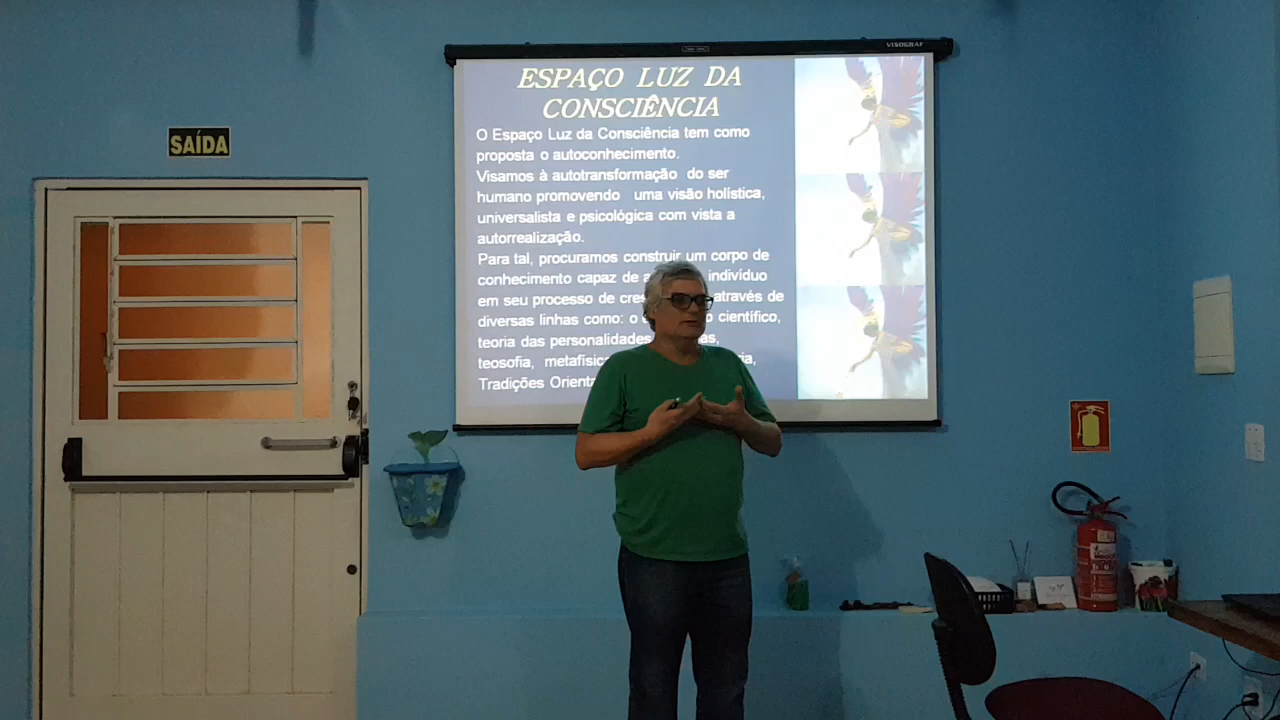 VISOGRAF
ESPAÇO LUZ DA
CONSCIÊNCIA
SAÍDA
O Espaço Luz da Consciência tem como
proposta o autoconhecimento.
Visamos à autotransformação do ser
humano promovendo uma visão holística,
universalista e psicológica com vista a
autorrealização.
Para tal, procuramos construir um corpo de
conhecimento capaz de indivíduo
em seu processo de através de
diversas linhas como: o científico,
teoria das personalidades
teosofia,
Tradições